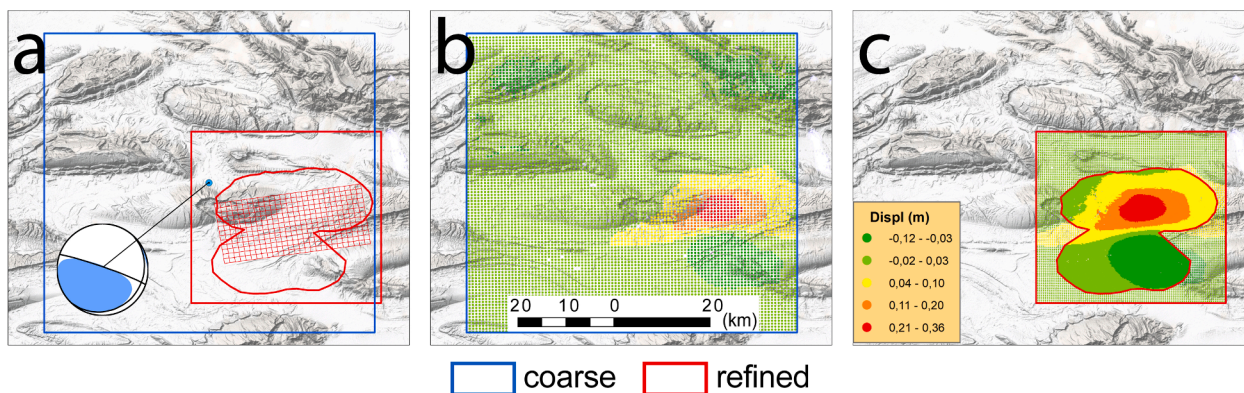 a
b
c
20 10 0 20
(km)
Displ (m)
-0,12 - -0,03
-0,02 - 0,03
0,04 - 0,10
0,11 - 0,20
0,21 - 0,36
coarse refined